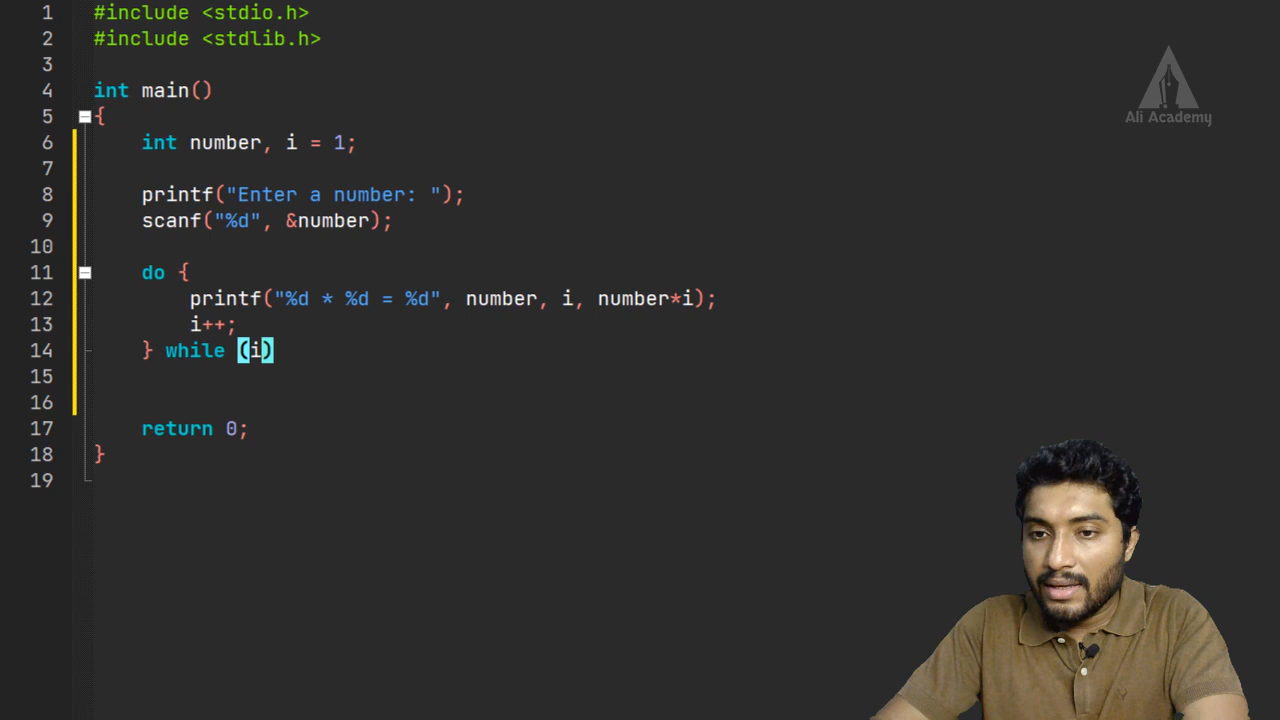 1 #include <stdio.h>
2 #include <stdlib.h>
3
4 int main()
5 {
6 int number, i = 1;
7
8 printf("Enter a number: ");
9 scanf("%d", &number);
10
11 do {
12 printf("%d * %d = %d", number, i, number*i);
13 i++;
14 } while (i)
15
16
17 return 0;
18 }
19
Ali Academy